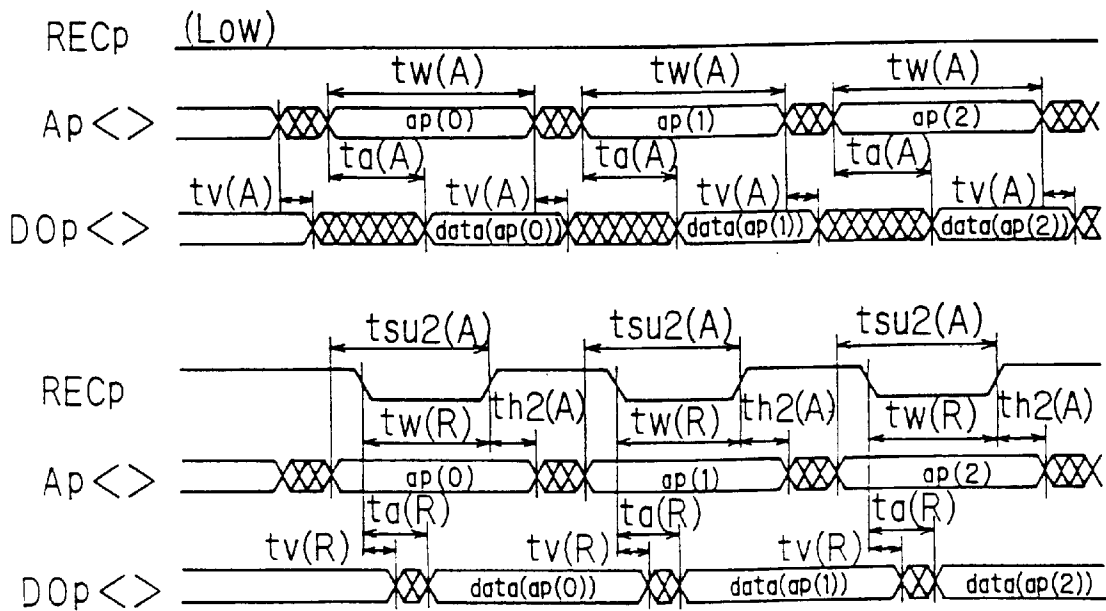 RECp (Low)
tw(A) tw(A) tw(A)
Ap<> ap(0) ap(1) ap(2)
ta(A) ta(A) ta(A)
tv(A) tv(A) tv(A) tv(A)
DOp<> data(ap(0)) data(ap(1)) data(ap(2))
tsu2(A) tsu2(A) tsu2(A)
RECp
tw(R) th2(A) tw(R) th2(A) tw(R) th2(A)
Ap<> ap(0) ap(1) ap(2)
ta(R) ta(R) ta(R)
tv(R) tv(R) tv(R)
DOp<> data(ap(0)) data(ap(1)) data(ap(2))